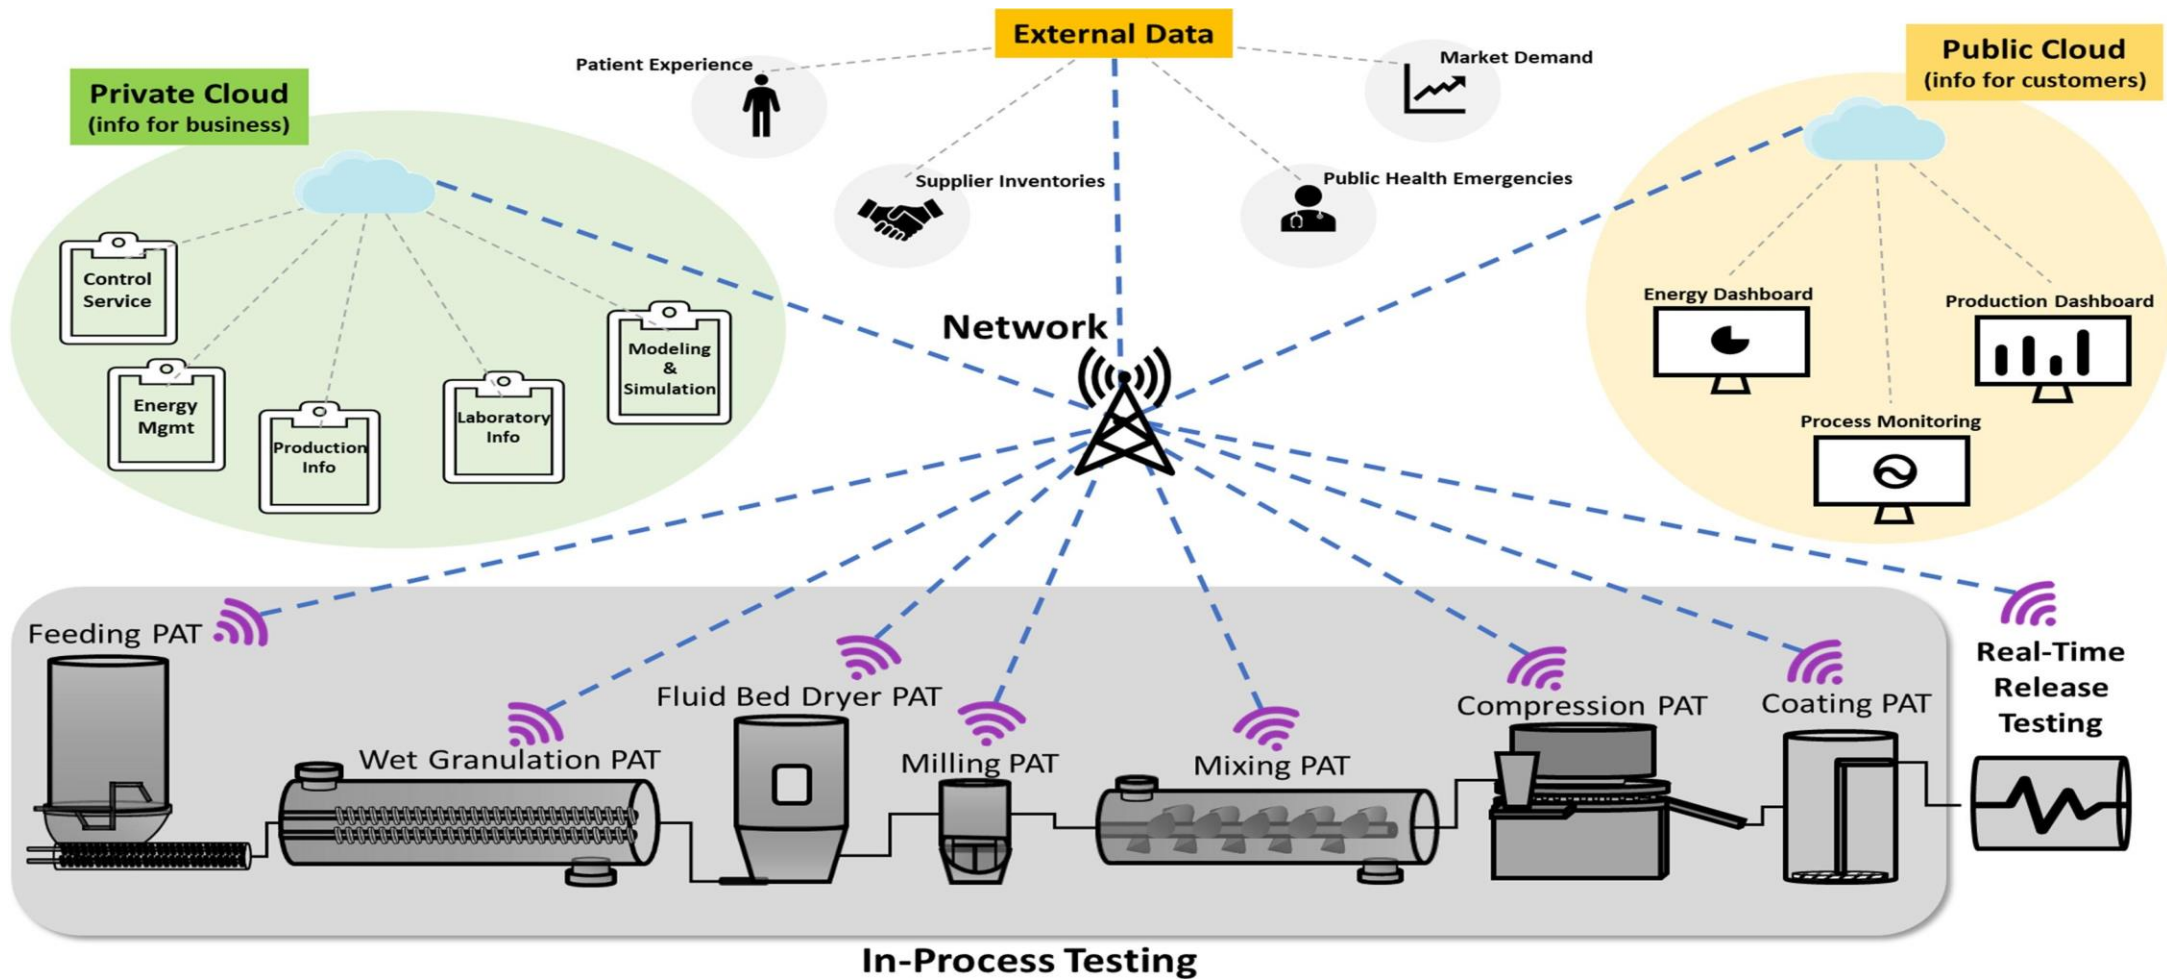 External Data
Patient Experience
Market Demand
Supplier Inventories
Public Health Emergencies
Private Cloud
(info for business)
Control
Service
Energy
Mgmt
Production
Info
Laboratory
Info
Modeling
&
Simulation
Public Cloud
(info for customers)
Energy Dashboard
Production Dashboard
Process Monitoring
Network
Feeding PAT
Wet Granulation PAT
Fluid Bed Dryer PAT
Milling PAT
Mixing PAT
Compression PAT
Coating PAT
Real-Time
Release
Testing
In-Process Testing